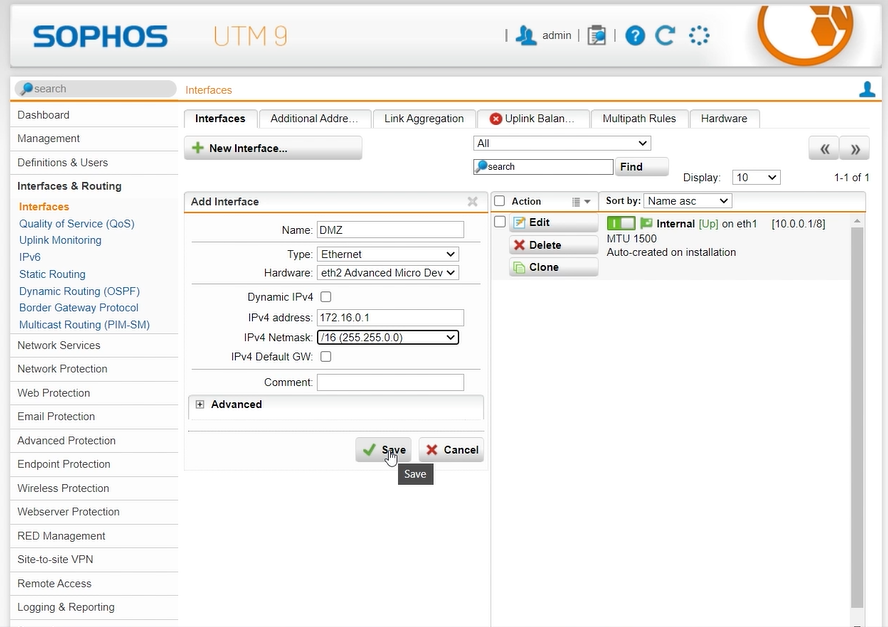 SOPHOS UTM 9 | admin | | ?
search
Interfaces
Dashboard
Management
Definitions & Users
Interfaces & Routing
Interfaces
Quality of Service (QoS)
Uplink Monitoring
IPv6
Static Routing
Dynamic Routing (OSPF)
Border Gateway Protocol
Multicast Routing (PIM-SM)
Network Services
Network Protection
Web Protection
Email Protection
Advanced Protection
Endpoint Protection
Wireless Protection
Webserver Protection
RED Management
Site-to-site VPN
Remote Access
Logging & Reporting
Interfaces Additional Addre... Link Aggregation Uplink Balan... Multipath Rules Hardware
New Interface...
All
search Find
Display: 10 1-1 of 1
Add Interface
Name: DMZ
Type: Ethernet
Hardware: eth2 Advanced Micro Dev
Dynamic IPv4
IPv4 address: 172.16.0.1
IPv4 Netmask: /16 (255.255.0.0)
IPv4 Default GW:
Comment:
Advanced
Save Cancel
Save
Action Sort by: Name asc
Edit
Delete
Clone
Internal [Up] on eth1 [10.0.0.1/8]
MTU 1500
Auto-created on installation